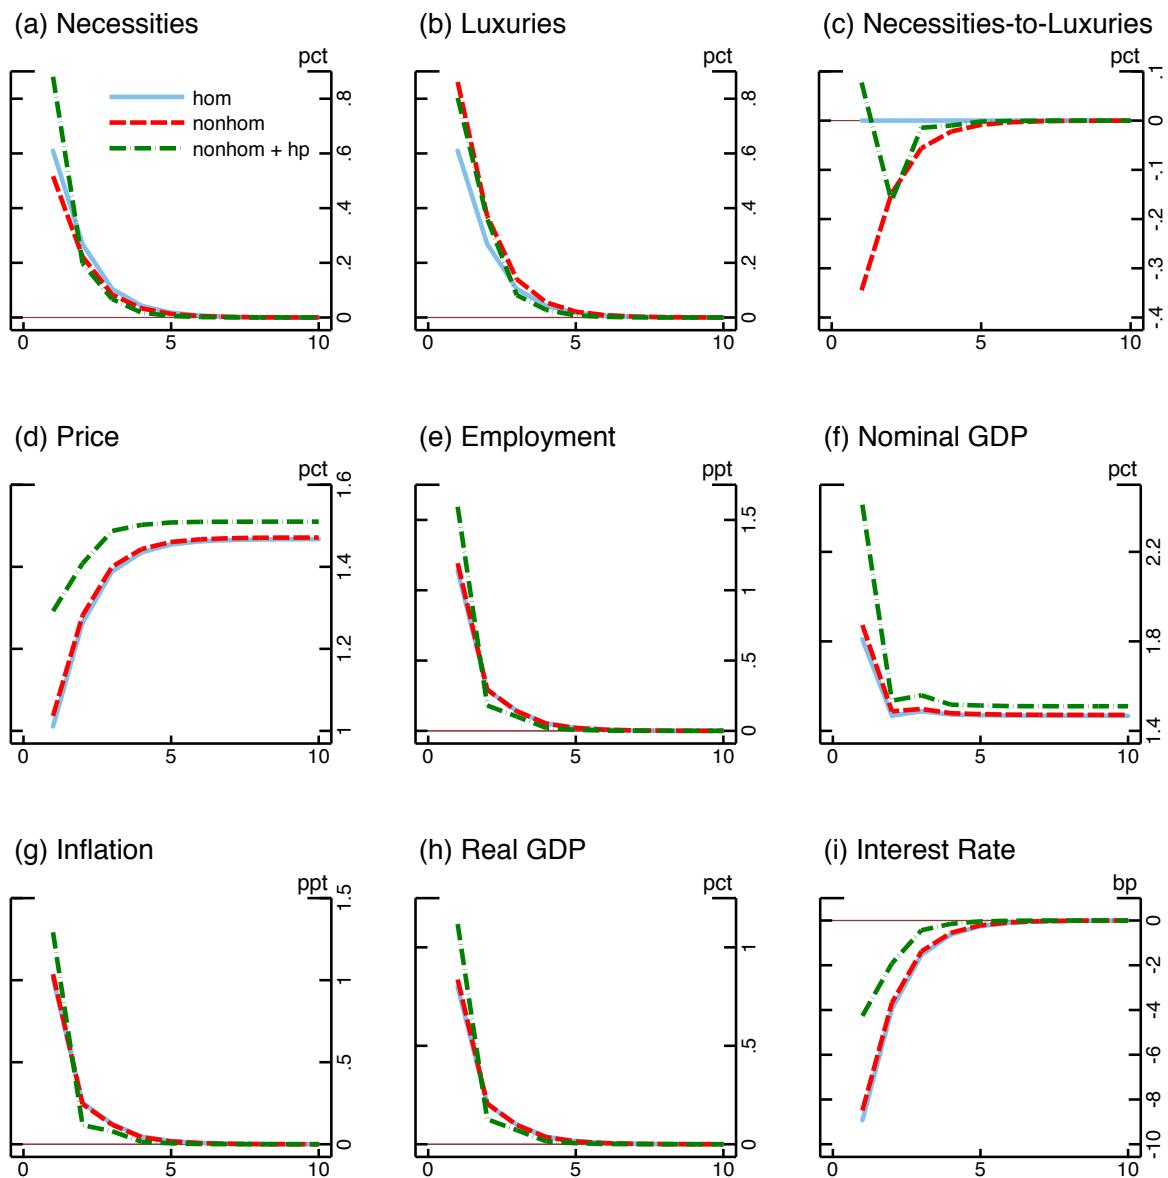 (a) Necessities
pct
hom
nonhom
nonhom + hp
.8
.6
.4
.2
0
0 5 10
(b) Luxuries
pct
.8
.6
.4
.2
0
0 5 10
(c) Necessities-to-Luxuries
pct
.1
0
-.1
-.2
-.3
-.4
0 5 10
(d) Price
pct
1.6
1.4
1.2
1
0 5 10
(e) Employment
ppt
1.5
1
.5
0
0 5 10
(f) Nominal GDP
pct
2.2
1.8
1.4
0 5 10
(g) Inflation
ppt
1.5
1
.5
0
0 5 10
(h) Real GDP
pct
1
.5
0
0 5 10
(i) Interest Rate
bp
0
-2
-4
-6
-8
-10
0 5 10